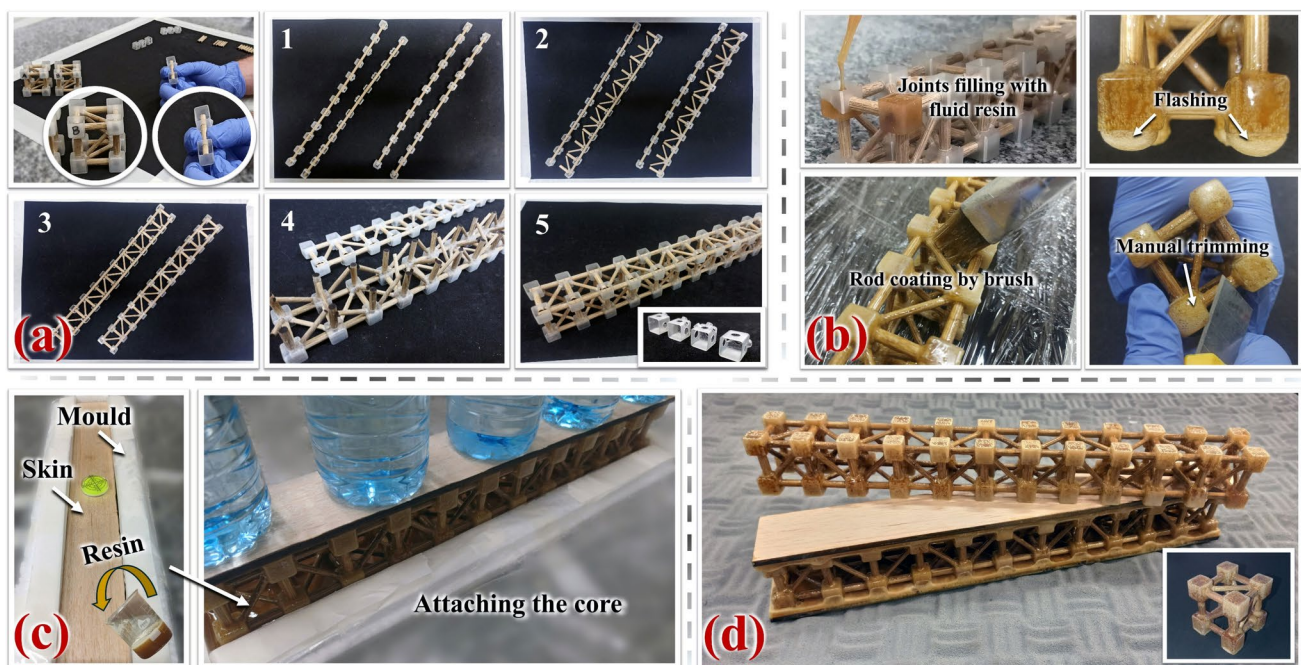 1
2
3
4
5
(a)
Joints filling with
fluid resin
Flashing
Rod coating by brush
Manual trimming
(b)
Mould
Skin
Resin
Attaching the core
(c)
(d)